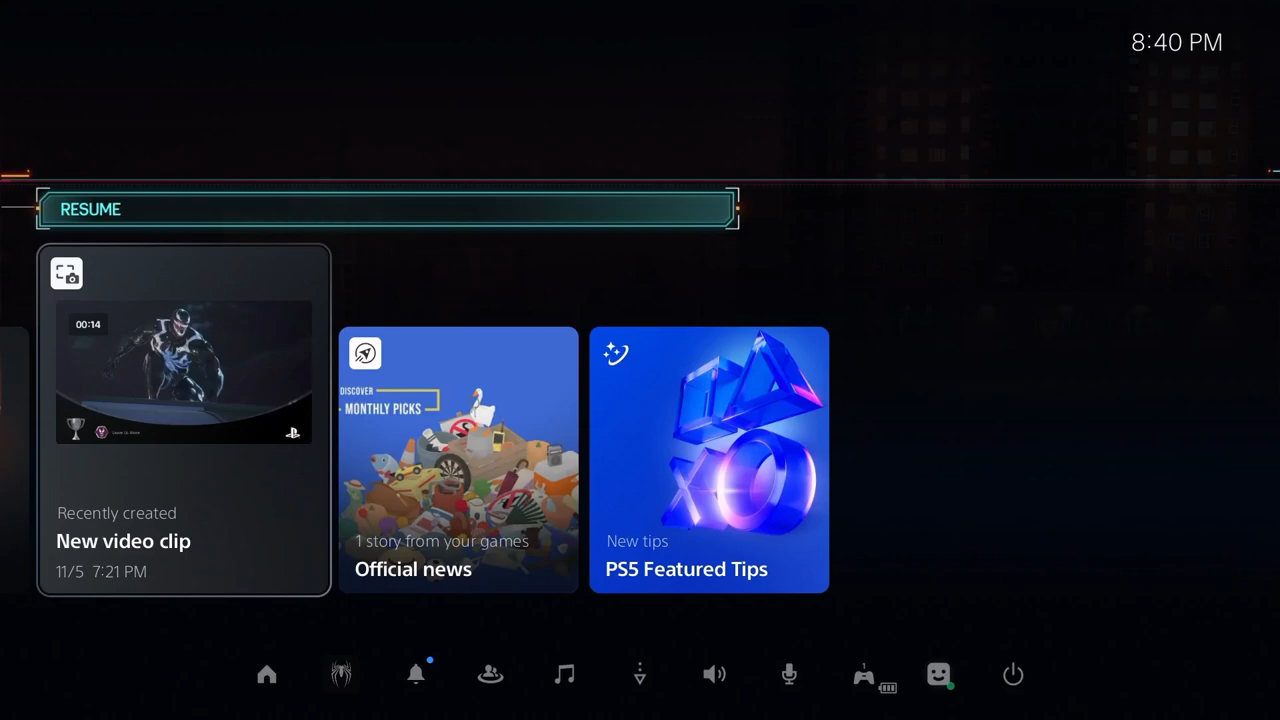 8:40 PM
RESUME
00:14
Recently created
New video clip
11/5 7:21 PM
DISCOVER
MONTHLY PICKS
1 story from your games
Official news
New tips
PS5 Featured Tips
1